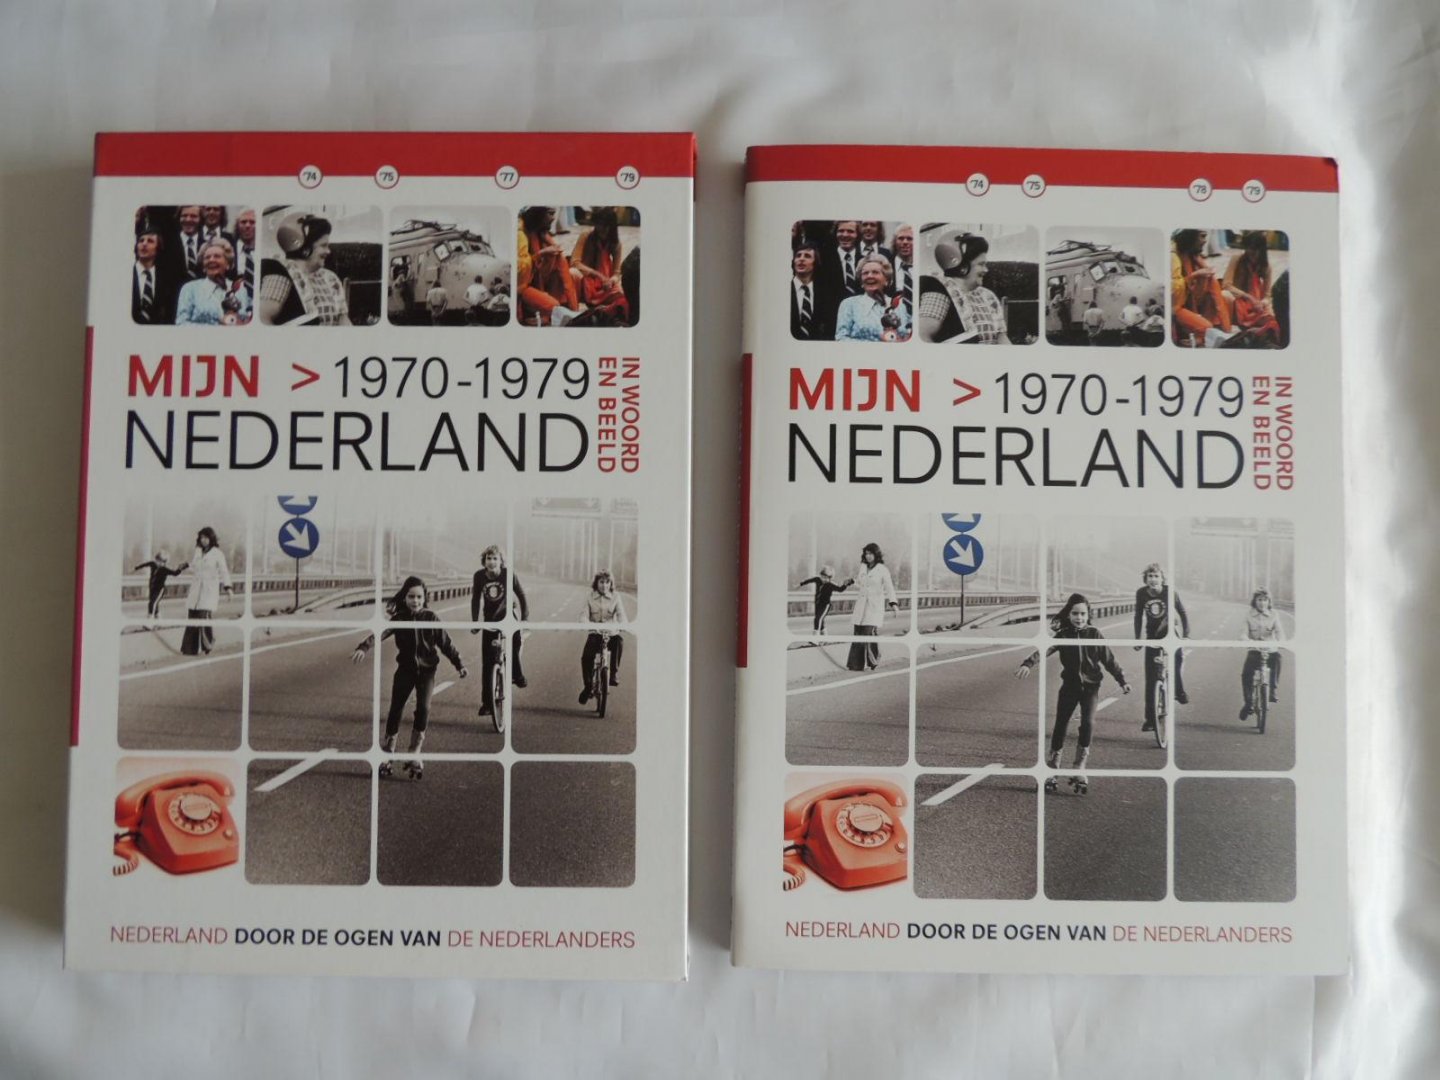 '74 '75 '77 '79
MIJN > 1970-1979
NEDERLAND
IN WOORD
EN BEELD
NEDERLAND DOOR DE OGEN VAN DE NEDERLANDERS
'74 '75 '78 '79
MIJN > 1970-1979
NEDERLAND
IN WOORD
EN BEELD
NEDERLAND DOOR DE OGEN VAN DE NEDERLANDERS